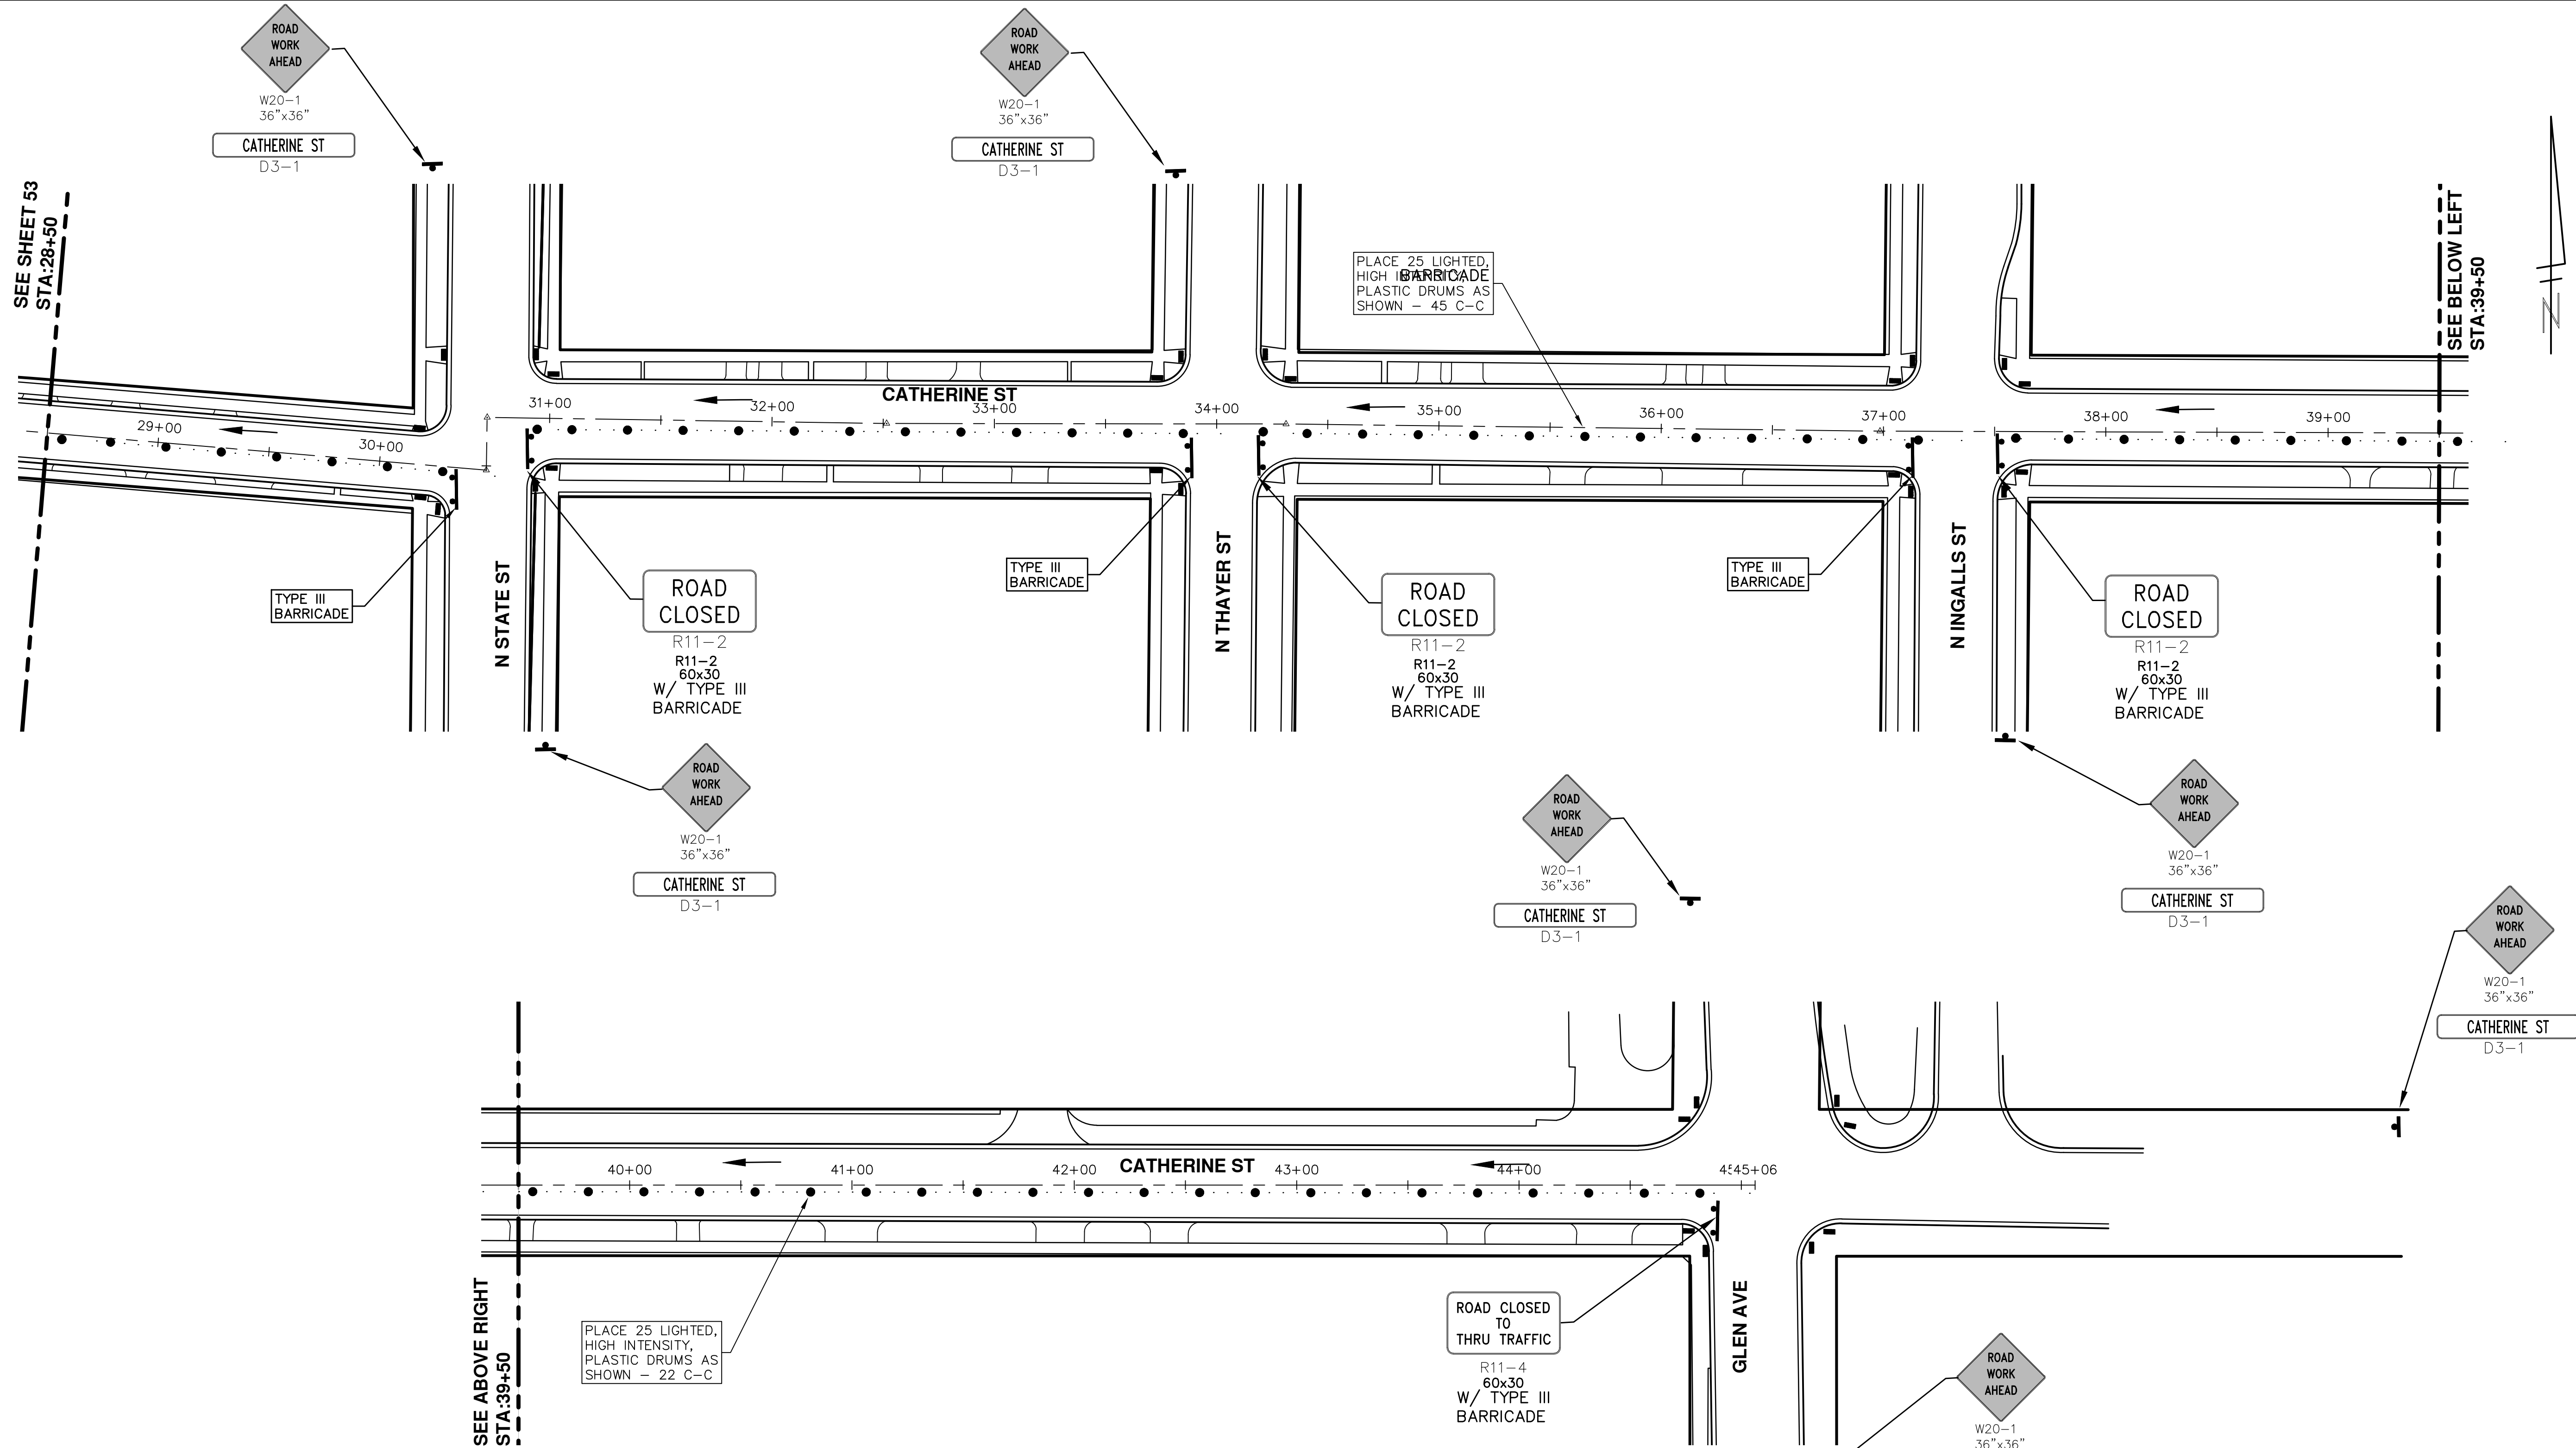 ROAD
WORK
AHEAD
W20-1
36"x36"
CATHERINE ST
D3-1
ROAD
WORK
AHEAD
W20-1
36"x36"
CATHERINE ST
D3-1
SEE SHEET 53
STA:28+50
PLACE 25 LIGHTED,
HIGH INTENSITY,
PLASTIC DRUMS AS
SHOWN - 45 C-C
BARRICADE
SEE BELOW LEFT
STA:39+50
N
CATHERINE ST
29+00
30+00
31+00
32+00
33+00
34+00
35+00
36+00
37+00
38+00
39+00
TYPE III
BARRICADE
N STATE ST
ROAD
CLOSED
R11-2
R11-2
60x30
W/ TYPE III
BARRICADE
TYPE III
BARRICADE
N THAYER ST
ROAD
CLOSED
R11-2
R11-2
60x30
W/ TYPE III
BARRICADE
TYPE III
BARRICADE
N INGALLS ST
ROAD
CLOSED
R11-2
R11-2
60x30
W/ TYPE III
BARRICADE
ROAD
WORK
AHEAD
W20-1
36"x36"
CATHERINE ST
D3-1
ROAD
WORK
AHEAD
W20-1
36"x36"
CATHERINE ST
D3-1
ROAD
WORK
AHEAD
W20-1
36"x36"
CATHERINE ST
D3-1
ROAD
WORK
AHEAD
W20-1
36"x36"
CATHERINE ST
D3-1
40+00
41+00
42+00
CATHERINE ST
43+00
44+00
45+06
SEE ABOVE RIGHT
STA:39+50
PLACE 25 LIGHTED,
HIGH INTENSITY,
PLASTIC DRUMS AS
SHOWN - 22 C-C
ROAD CLOSED
TO
THRU TRAFFIC
R11-4
60x30
W/ TYPE III
BARRICADE
GLEN AVE
ROAD
WORK
AHEAD
W20-1
36"x36"